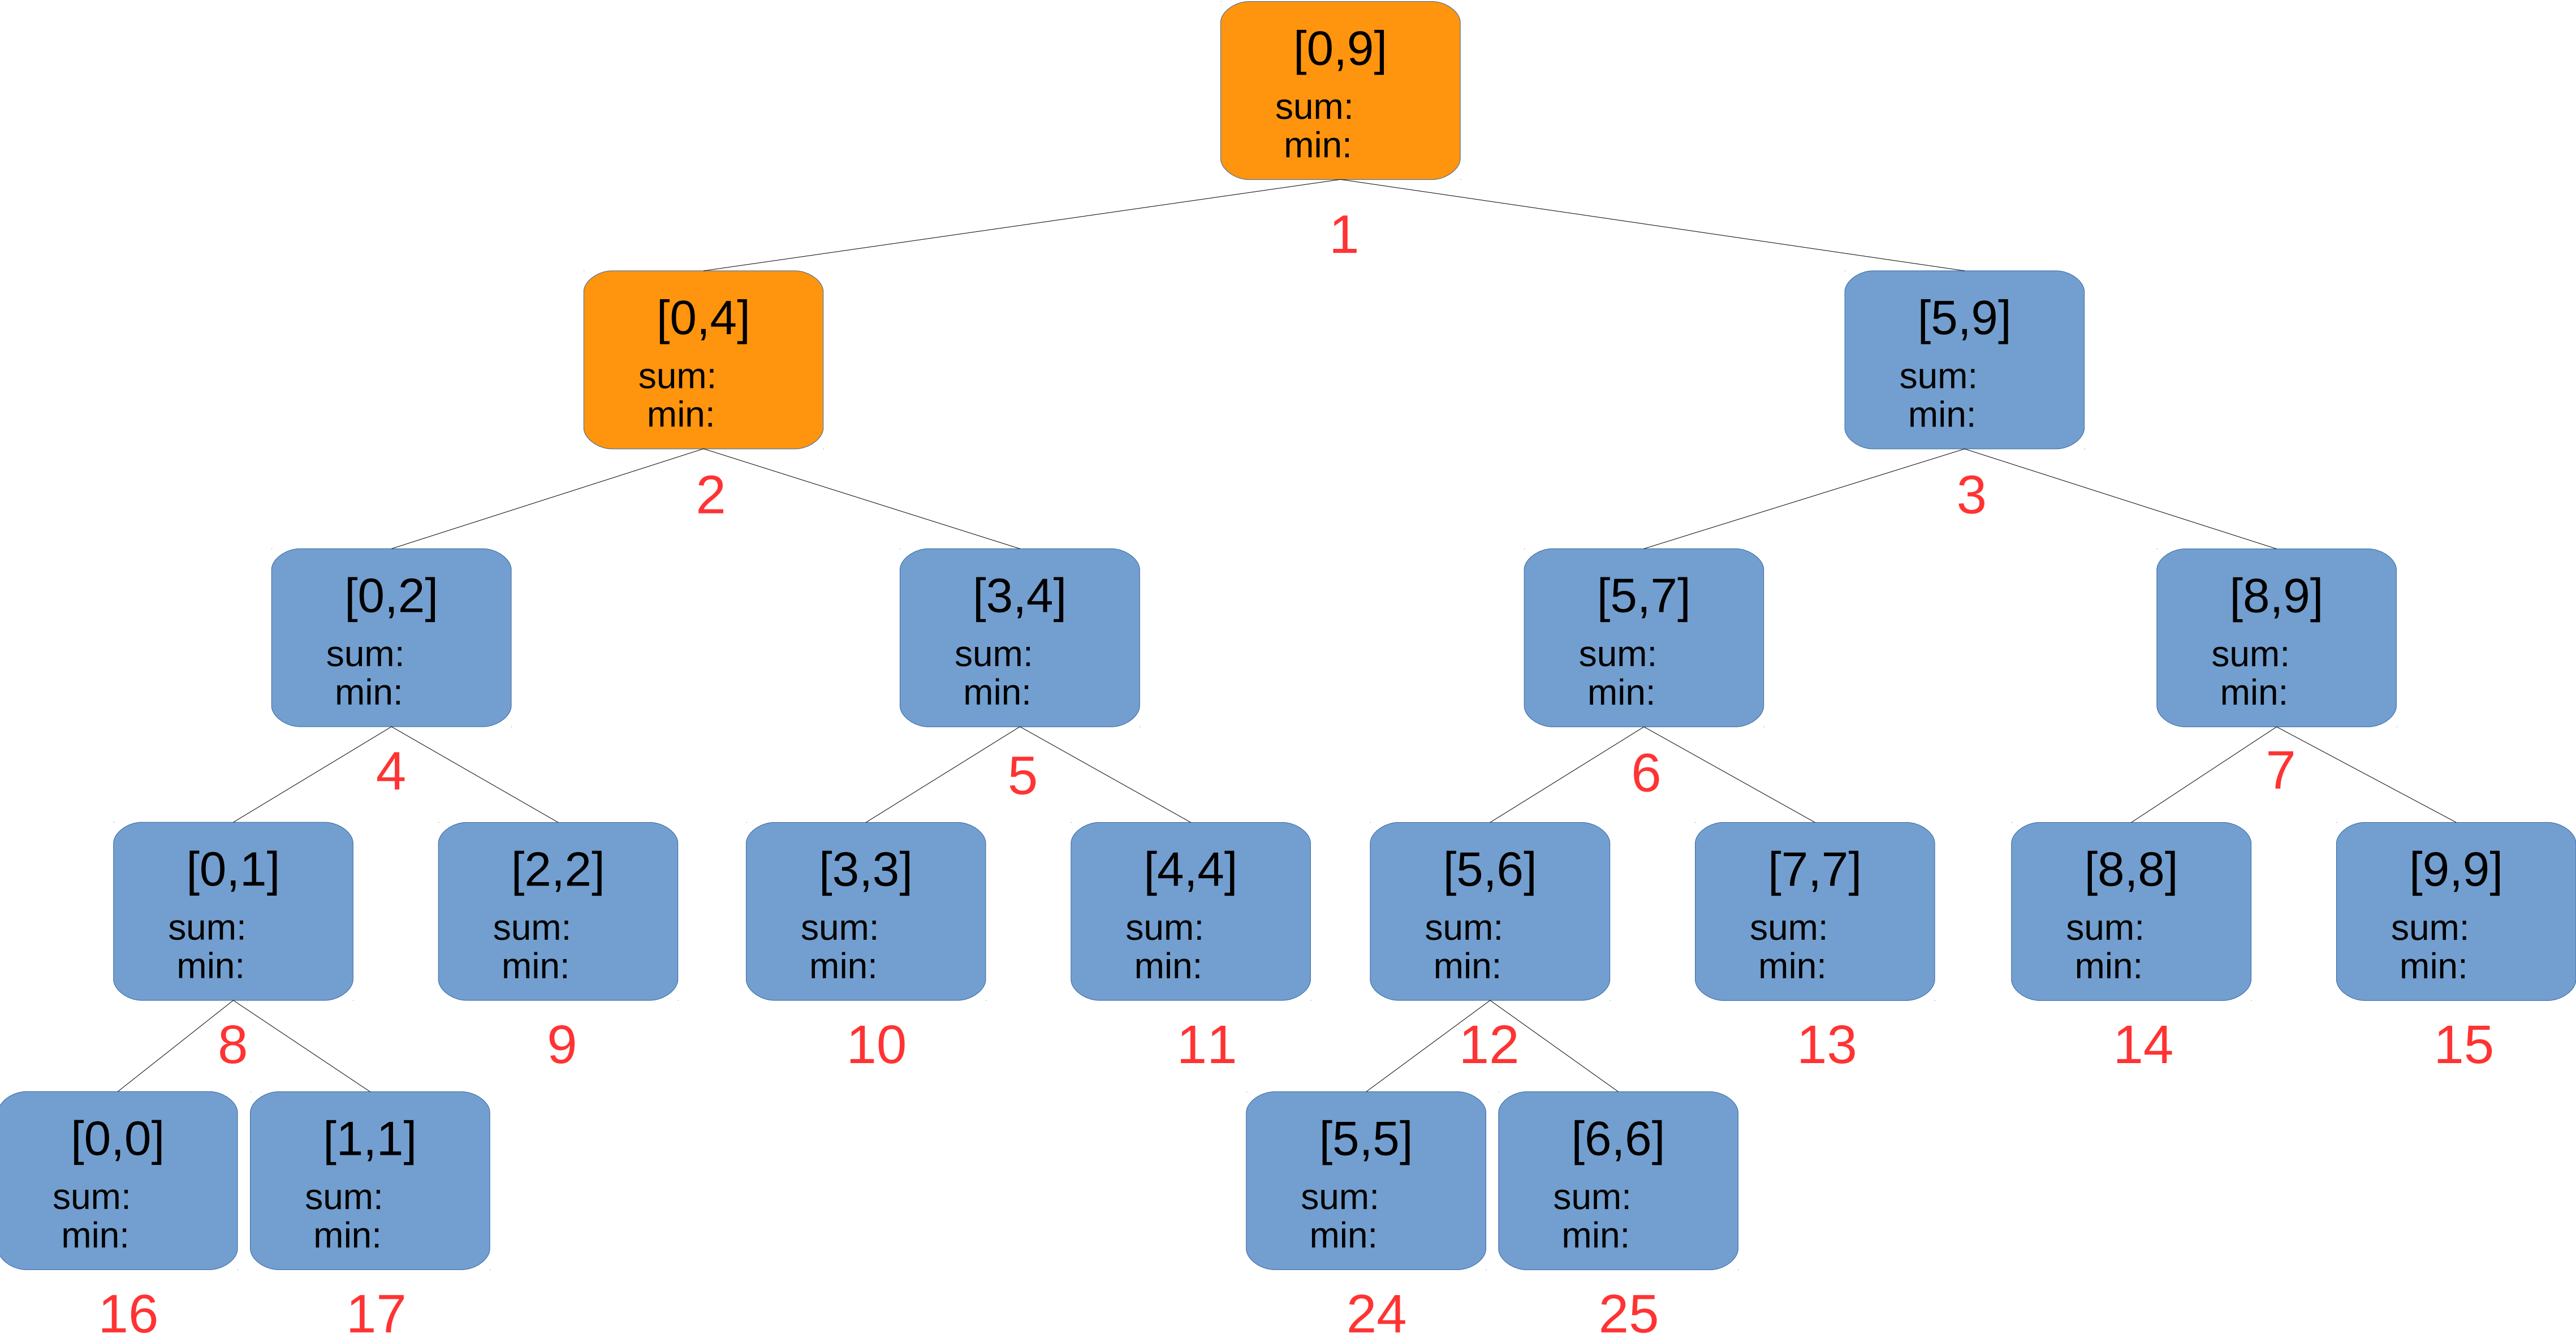 [0,9]
sum:
min:
1
[0,4]
sum:
min:
[5,9]
sum:
min:
2
3
[0,2]
sum:
min:
[3,4]
sum:
min:
[5,7]
sum:
min:
[8,9]
sum:
min:
4
5
6
7
[0,1]
sum:
min:
[2,2]
sum:
min:
[3,3]
sum:
min:
[4,4]
sum:
min:
[5,6]
sum:
min:
[7,7]
sum:
min:
[8,8]
sum:
min:
[9,9]
sum:
min:
8
9
10
11
12
13
14
15
[0,0]
sum:
min:
[1,1]
sum:
min:
[5,5]
sum:
min:
[6,6]
sum:
min:
16
17
24
25